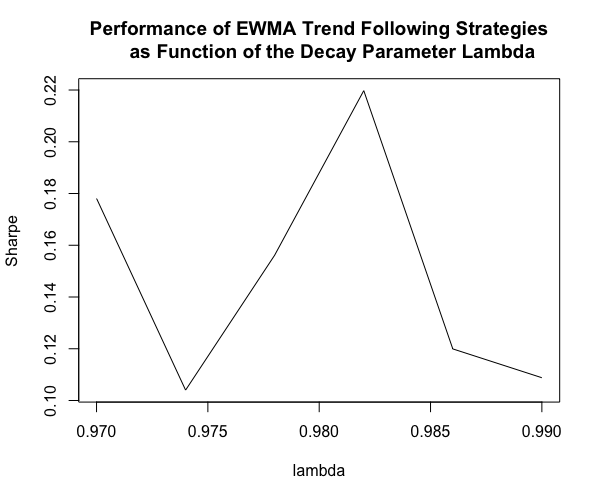 Performance of EWMA Trend Following Strategies
as Function of the Decay Parameter Lambda
Sharpe
0.22
0.20
0.18
0.16
0.14
0.12
0.10
0.970 0.975 0.980 0.985 0.990
lambda